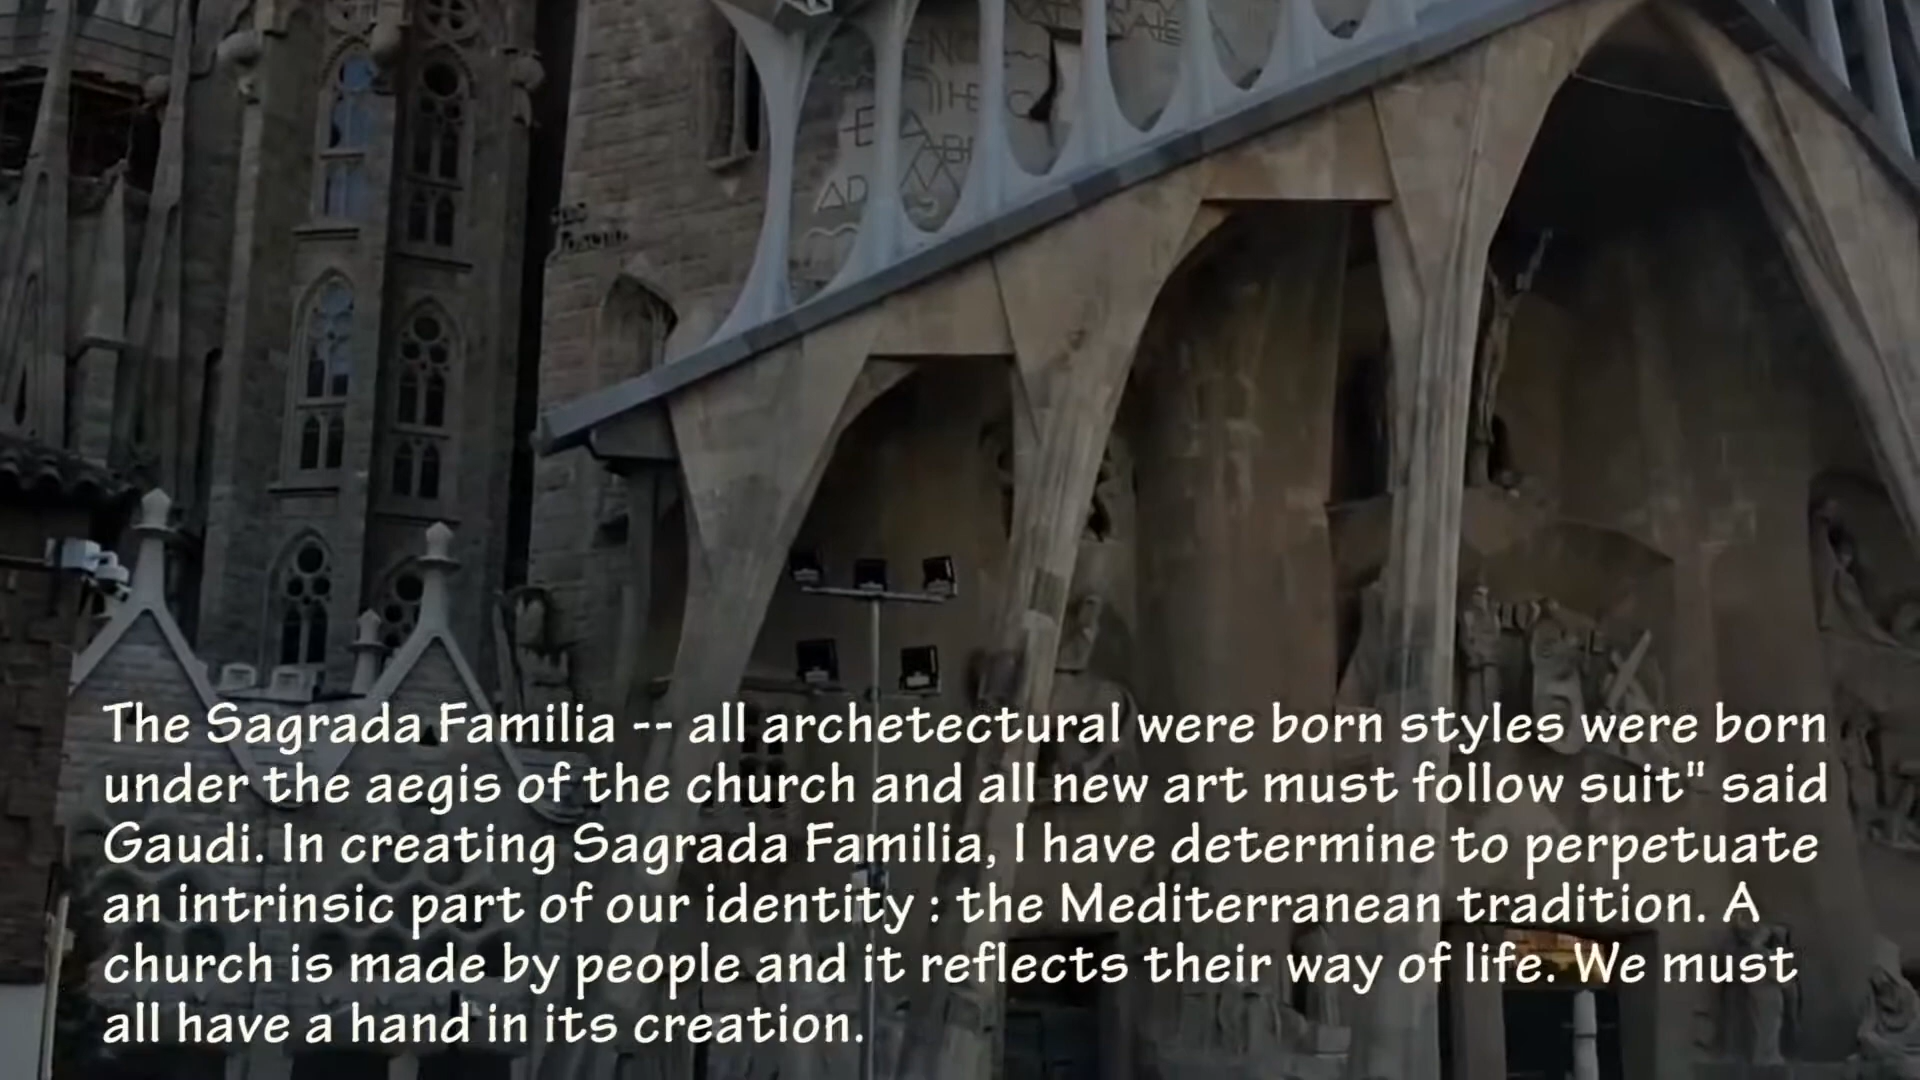 The Sagrada Familia -- all archetectural were born styles were born
under the aegis of the church and all new art must follow suit" said
Gaudi. In creating Sagrada Familia, I have determine to perpetuate
an intrinsic part of our identity : the Mediterranean tradition. A
church is made by people and it reflects their way of life. We must
all have a hand in its creation.